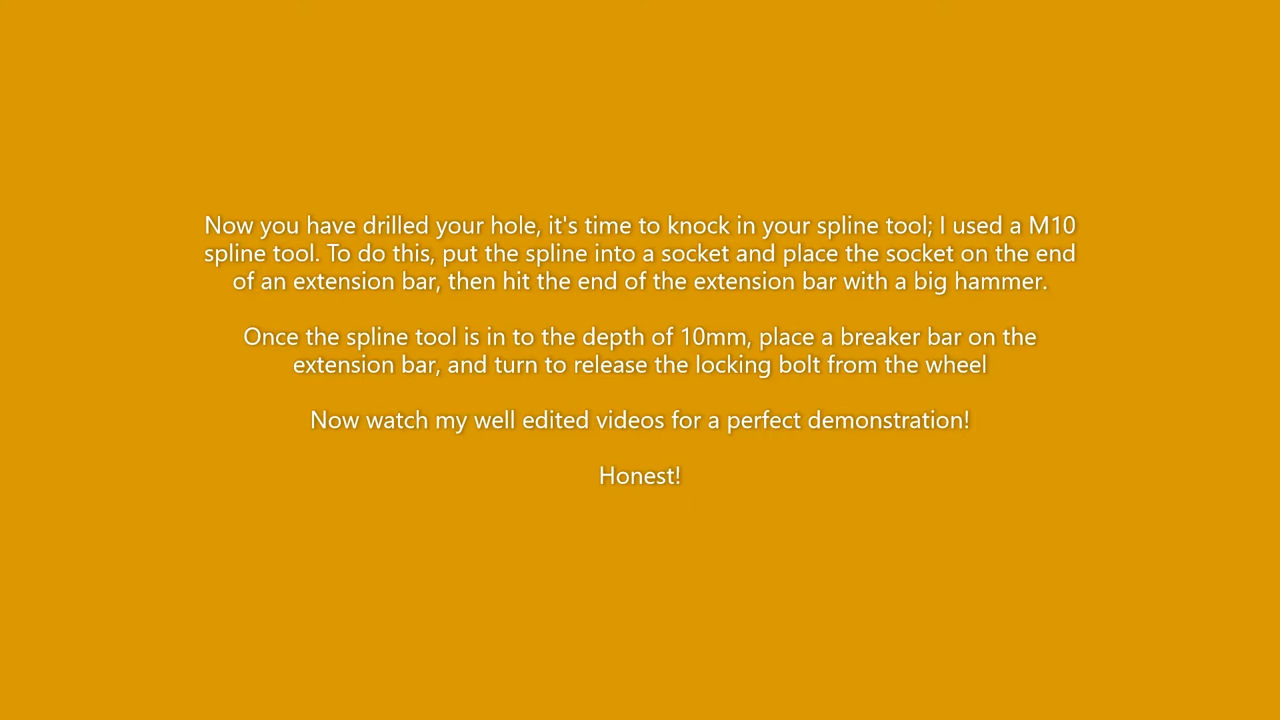 Now you have drilled your hole, it's time to knock in your spline tool; I used a M10
spline tool. To do this, put the spline into a socket and place the socket on the end
of an extension bar, then hit the end of the extension bar with a big hammer.
Once the spline tool is in to the depth of 10mm, place a breaker bar on the
extension bar, and turn to release the locking bolt from the wheel
Now watch my well edited videos for a perfect demonstration!
Honest!